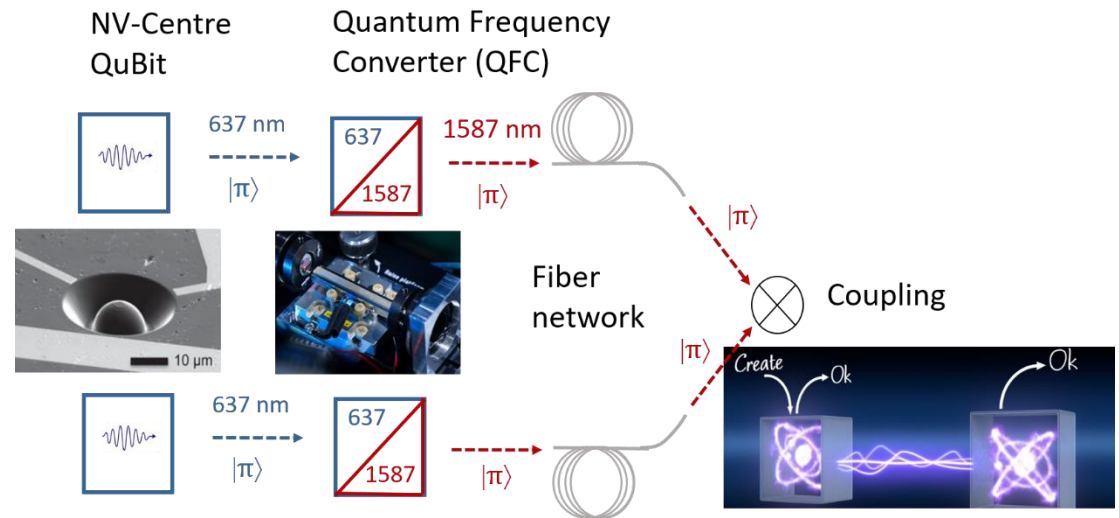 NV-Centre
QuBit
Quantum Frequency
Converter (QFC)
637 nm
|π⟩
637
1587
1587 nm
|π⟩
|π⟩
10 µm
Fiber
network
Coupling
|π⟩
Create
Ok
Ok
637 nm
|π⟩
637
1587
|π⟩